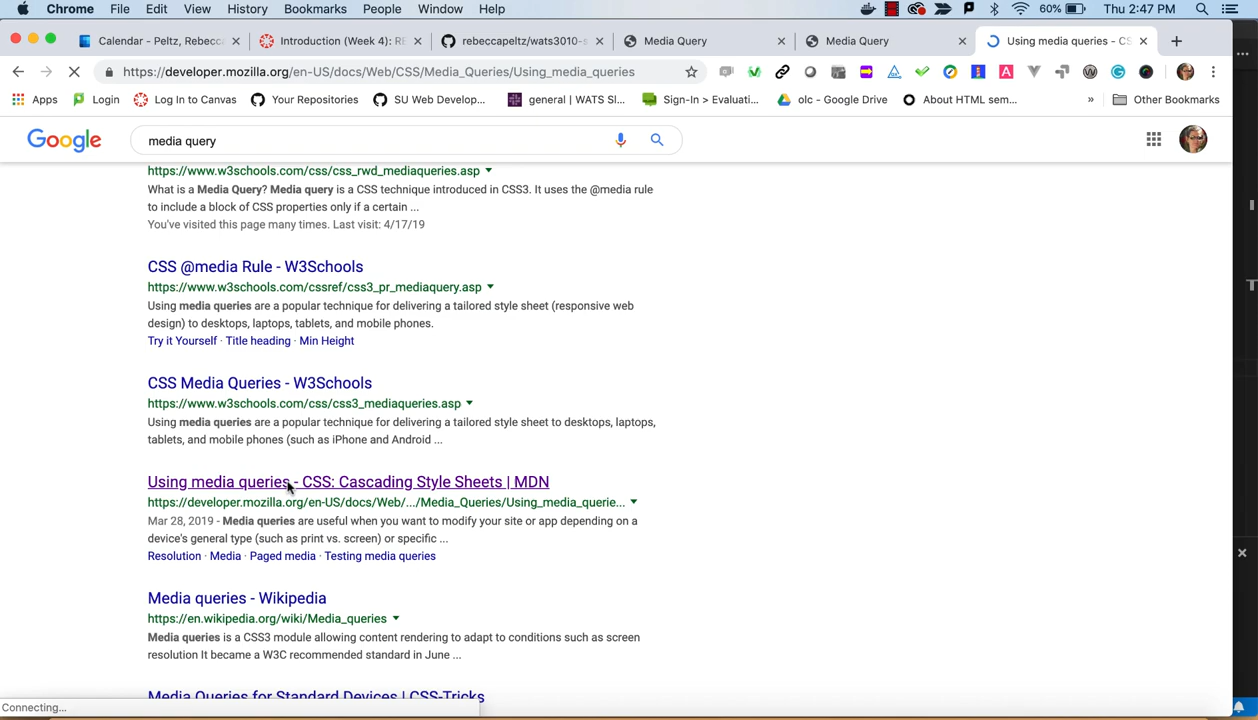 Chrome File Edit View History Bookmarks People Window Help 60% Thu 2:47 PM
Calendar - Peltz, Rebecc Introduction (Week 4): RE rebeccapeltz/wats3010-s Media Query Media Query Using media queries - CS
https://developer.mozilla.org/en-US/docs/Web/CSS/Media_Queries/Using_media_queries
Apps Login Log In to Canvas Your Repositories SU Web Develop... general | WATS Sl... Sign-In > Evaluati... olc - Google Drive About HTML sem... » Other Bookmarks
Google media query
https://www.w3schools.com/css/css_rwd_mediaqueries.asp
What is a Media Query? Media query is a CSS technique introduced in CSS3. It uses the @media rule
to include a block of CSS properties only if a certain ...
You've visited this page many times. Last visit: 4/17/19
CSS @media Rule - W3Schools
https://www.w3schools.com/cssref/css3_pr_mediaquery.asp
Using media queries are a popular technique for delivering a tailored style sheet (responsive web
design) to desktops, laptops, tablets, and mobile phones.
Try it Yourself · Title heading · Min Height
CSS Media Queries - W3Schools
https://www.w3schools.com/css/css3_mediaqueries.asp
Using media queries are a popular technique for delivering a tailored style sheet to desktops, laptops,
tablets, and mobile phones (such as iPhone and Android ...
Using media queries - CSS: Cascading Style Sheets | MDN
https://developer.mozilla.org/en-US/docs/Web/.../Media_Queries/Using_media_querie...
Mar 28, 2019 - Media queries are useful when you want to modify your site or app depending on a
device's general type (such as print vs. screen) or specific ...
Resolution · Media · Paged media · Testing media queries
Media queries - Wikipedia
https://en.wikipedia.org/wiki/Media_queries
Media queries is a CSS3 module allowing content rendering to adapt to conditions such as screen
resolution It became a W3C recommended standard in June ...
Media Queries for Standard Devices | CSS-Tricks
Connecting...